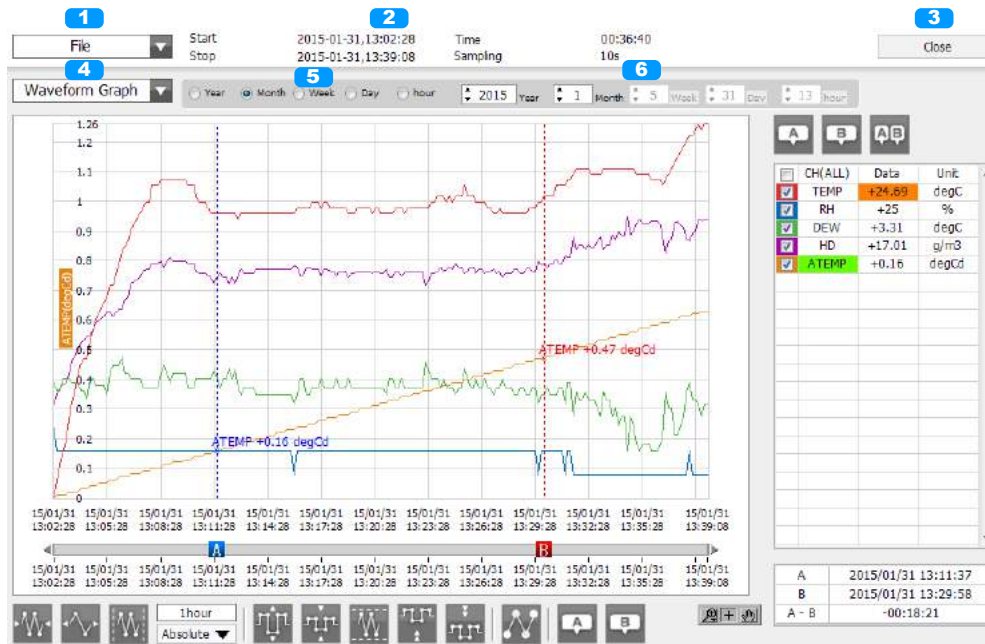 1 2 3
File Start 2015-01-31,13:02:28 Time 00:36:40 Close
Stop 2015-01-31,13:39:08 Sampling 10s
4 5 6
Waveform Graph Year Month Week Day hour 2015 Year 1 Month 5 Week 31 Day 13 hour
A B A|B
CH(ALL) Data Unit
TEMP +24.69 degC
RH +25 %
DEW +3.31 degC
HD +17.01 g/m3
ATEMP +0.16 degCd
1.26
1.2
1.1
1
0.9
0.8
0.7
0.6
0.5
0.4
0.3
0.2
0.1
0
ATEMP(degCd)
ATEMP +0.47 degCd
ATEMP +0.16 degCd
15/01/31 15/01/31 15/01/31 15/01/31 15/01/31 15/01/31 15/01/31 15/01/31 15/01/31 15/01/31 15/01/31 15/01/31 15/01/31
13:02:28 13:05:28 13:08:28 13:11:28 13:14:28 13:17:28 13:20:28 13:23:28 13:26:28 13:29:28 13:32:28 13:35:28 13:39:08
A B
15/01/31 15/01/31 15/01/31 15/01/31 15/01/31 15/01/31 15/01/31 15/01/31 15/01/31 15/01/31 15/01/31 15/01/31 15/01/31
13:02:28 13:05:28 13:08:28 13:11:28 13:14:28 13:17:28 13:20:28 13:23:28 13:26:28 13:29:28 13:32:28 13:35:28 13:39:08
A 2015/01/31 13:11:37
B 2015/01/31 13:29:58
A - B -00:18:21
1hour
Absolute
A B